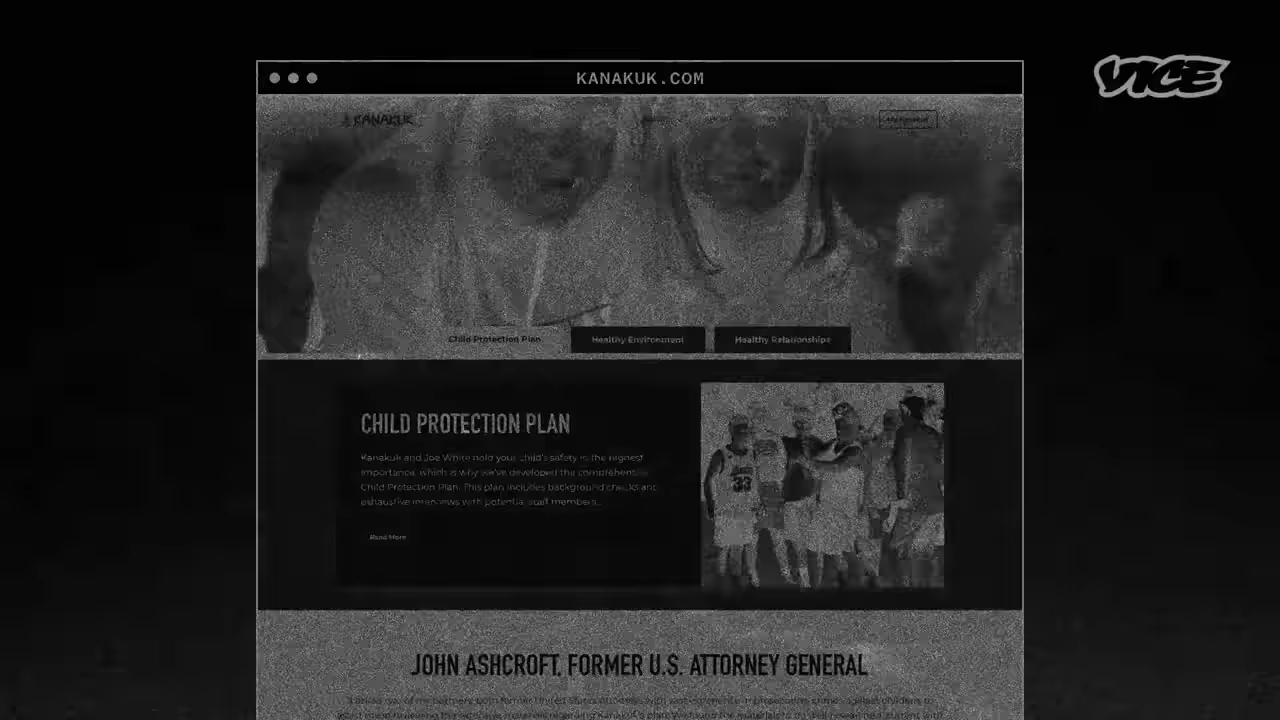 KANAKUK.COM
VICE
KANAKUK
Child Protection Plan
Healthy Environment
Healthy Relationships
CHILD PROTECTION PLAN
Kanakuk and Joe White hold your child's safety in the highest
importance, which is why we've developed the comprehensive
Child Protection Plan. This plan includes background checks and
exhaustive interviews with potential staff members...
Read More
33
JOHN ASHCROFT, FORMER U.S. ATTORNEY GENERAL